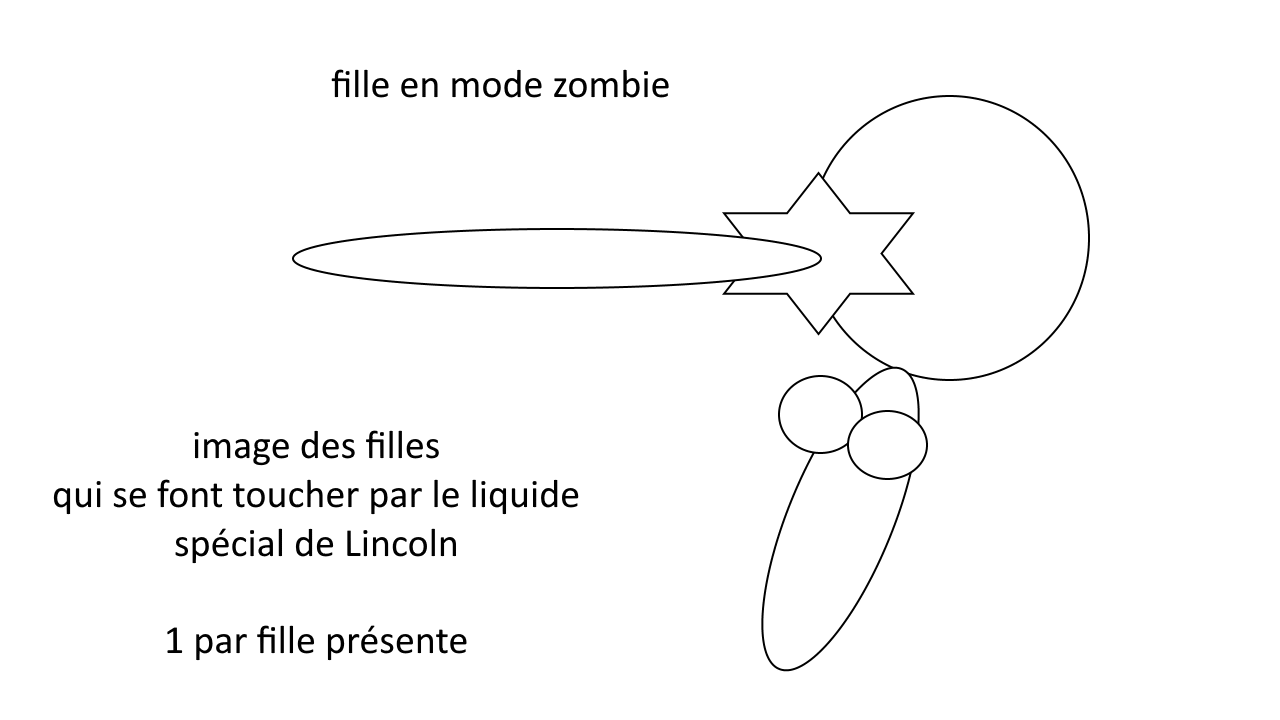 fille en mode zombie
image des filles
qui se font toucher par le liquide
spécial de Lincoln
1 par fille présente